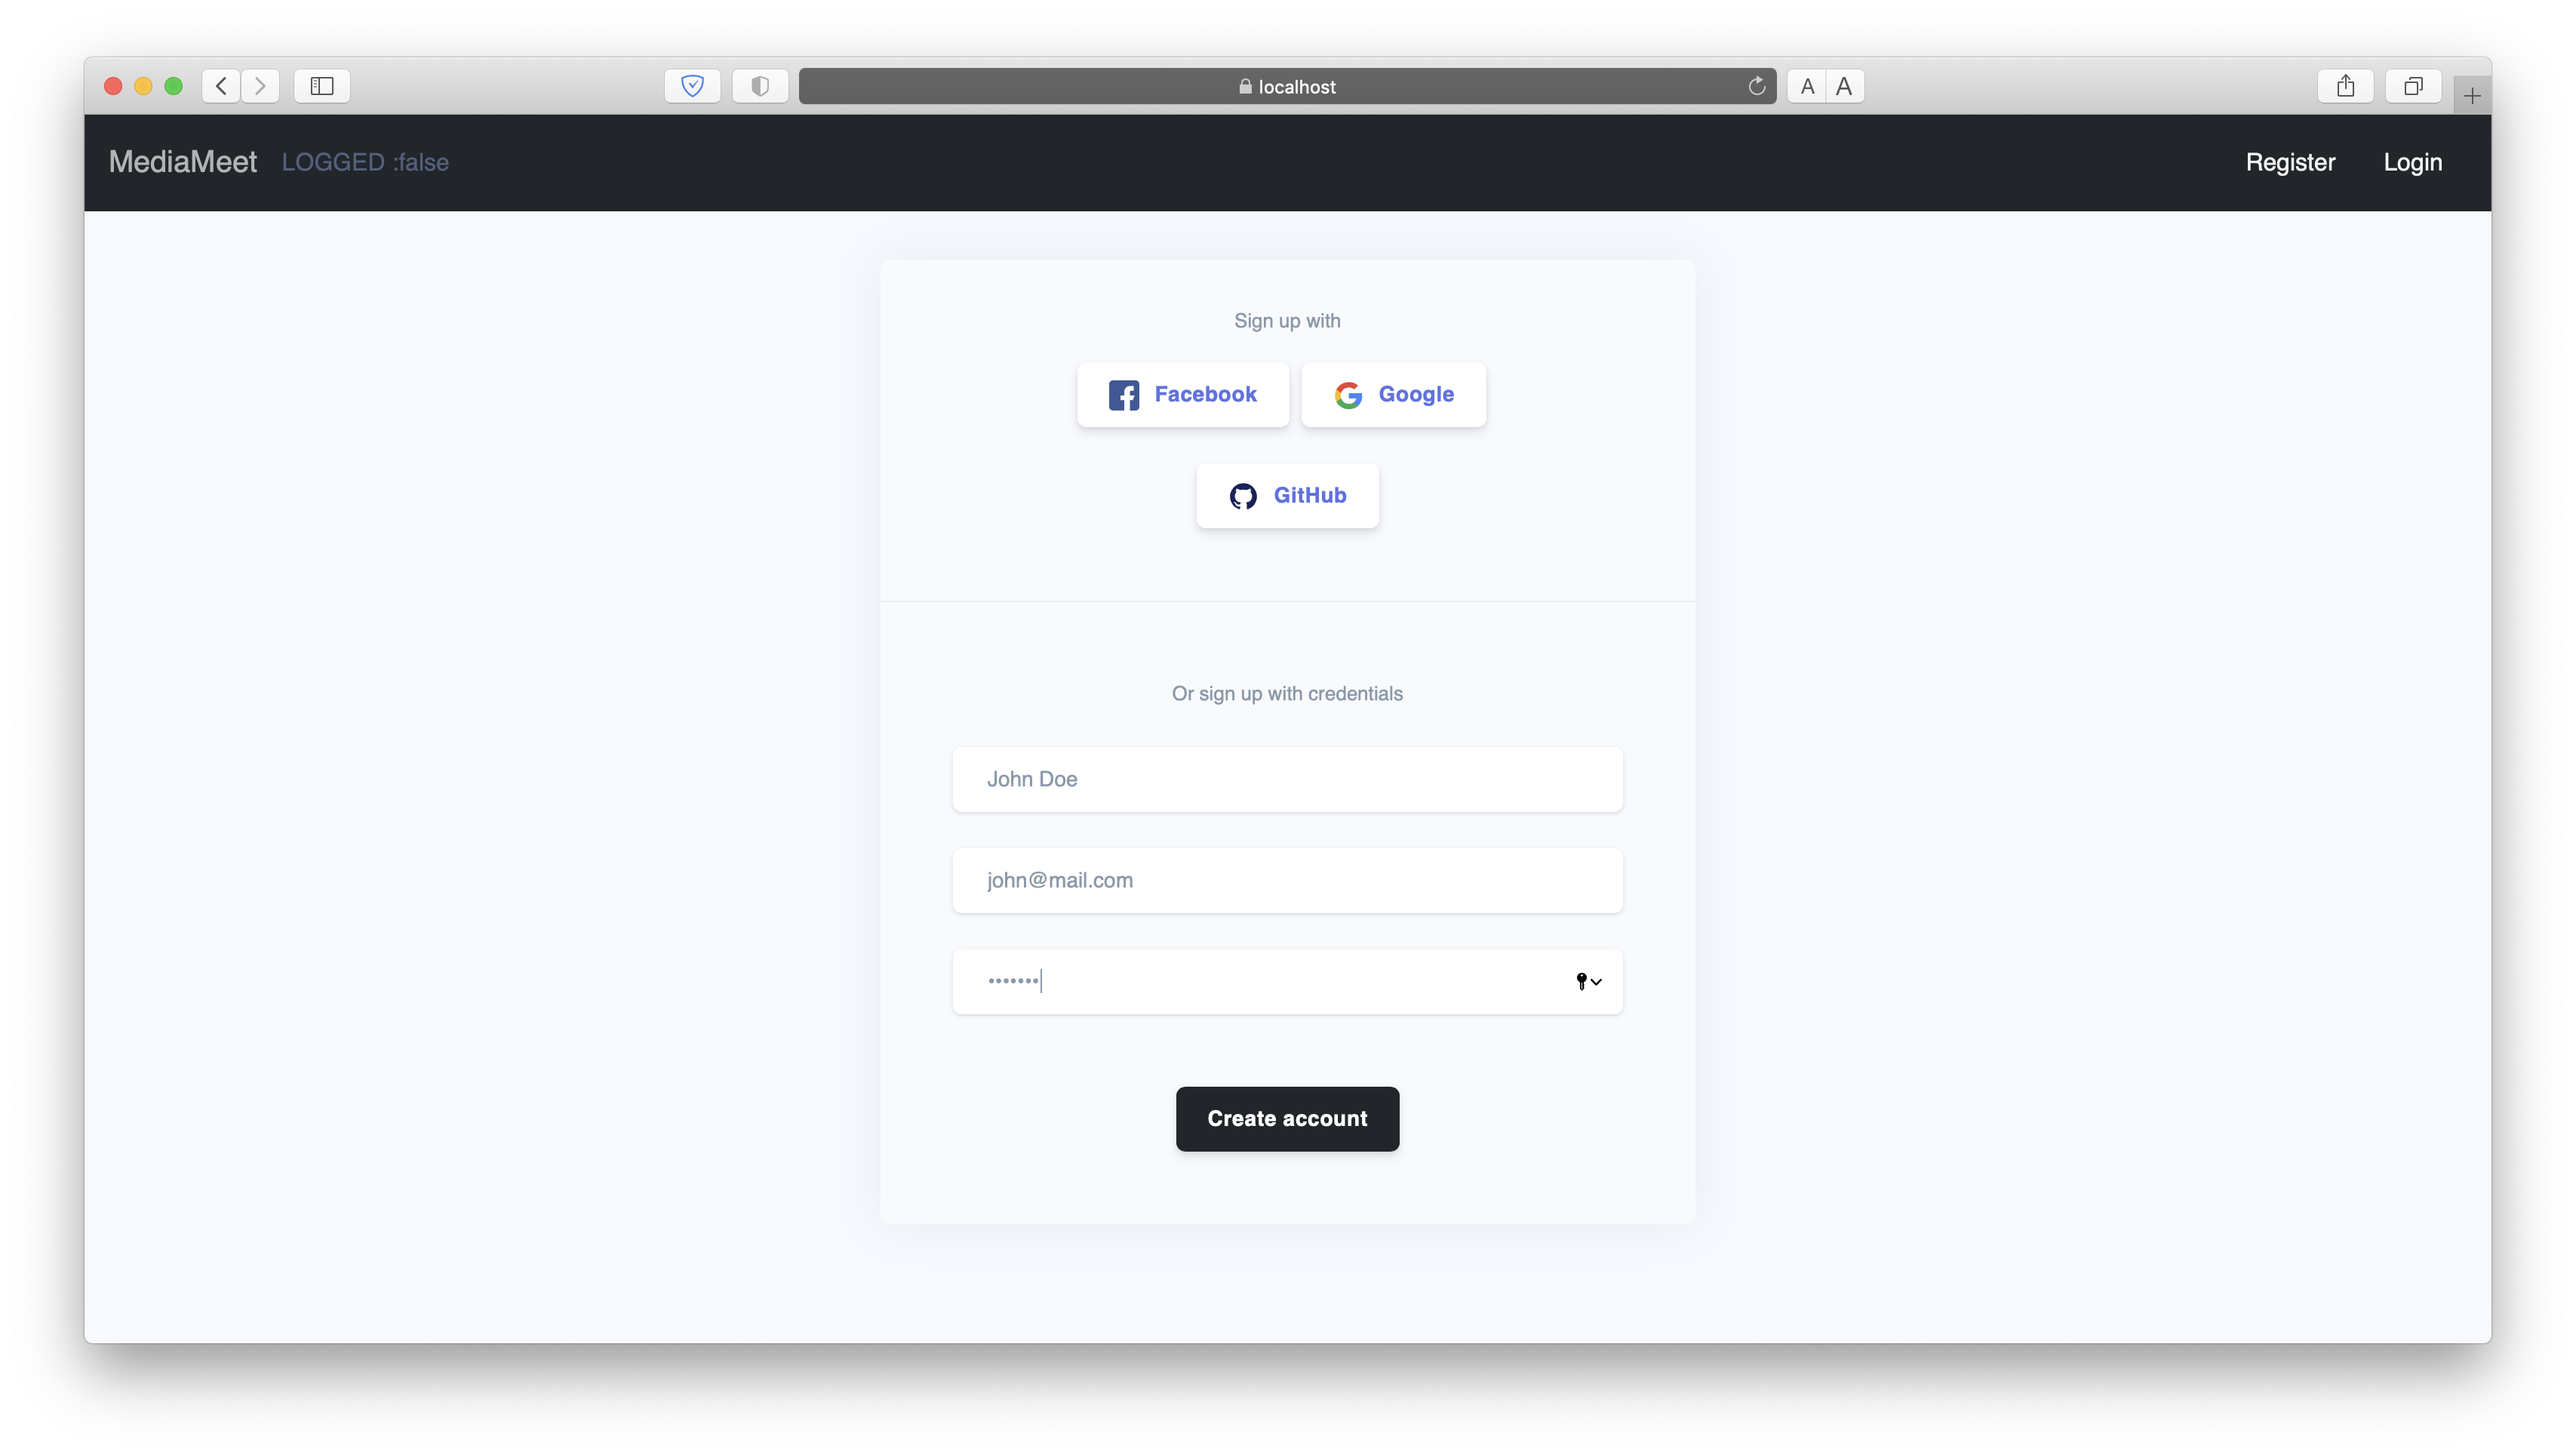 localhost
A A
MediaMeet LOGGED :false Register Login
Sign up with
Facebook Google
GitHub
Or sign up with credentials
John Doe
john@mail.com
•••••••
Create account